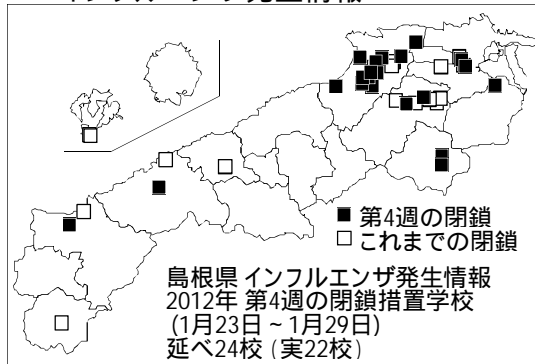 ■ 第4週の閉鎖
□ これまでの閉鎖
島根県 インフルエンザ発生情報
2012年 第4週の閉鎖措置学校
(1月23日 ~ 1月29日)
延べ24校 (実22校)